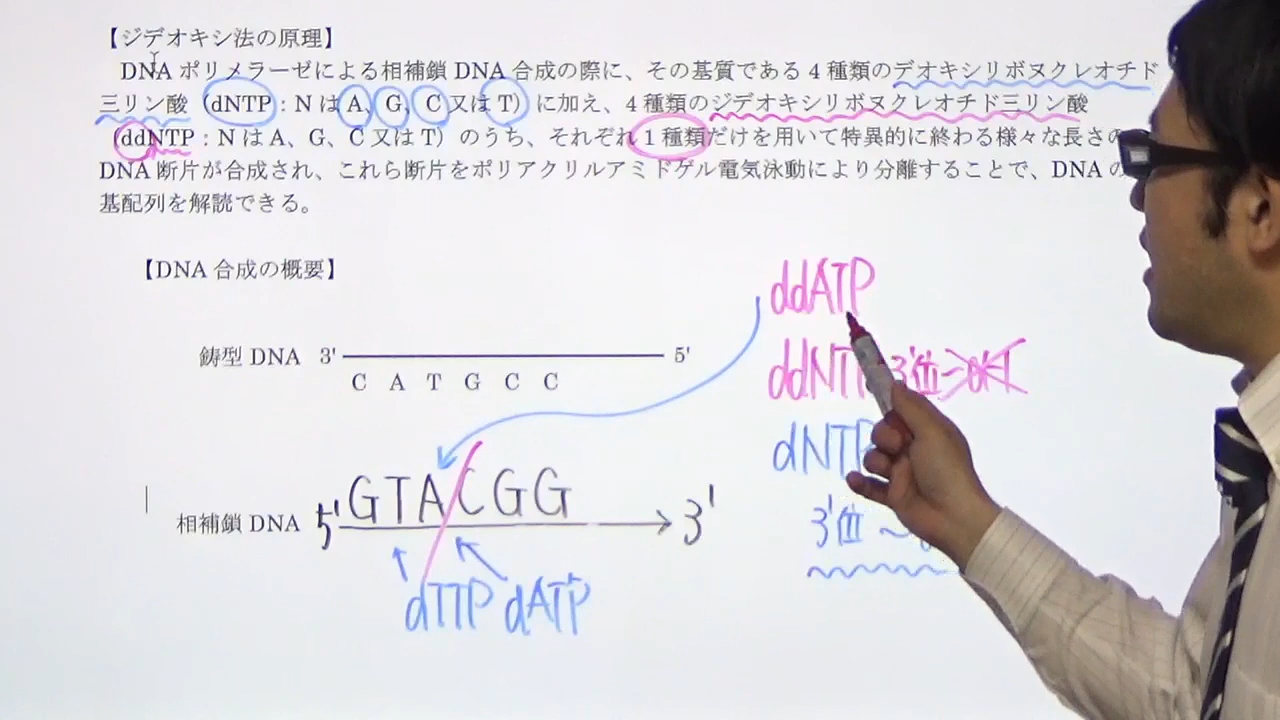 【ジデオキシ法の原理】
DNA ポリメラーゼによる相補鎖 DNA 合成の際に、その基質である 4 種類のデオキシリボヌクレオチド
三リン酸（dNTP：N は A、G、C 又は T）に加え、4 種類のジデオキシリボヌクレオチド三リン酸
（ddNTP：N は A、G、C 又は T）のうち、それぞれ 1 種類だけを用いて特異的に終わる様々な長さの
DNA 断片が合成され、これら断片をポリアクリルアミドゲル電気泳動により分離することで、DNA の
基配列を解読できる。
【DNA 合成の概要】
ddATP
鋳型 DNA 3' 5'
C A T G C C
ddNT 3'位 OH
dNTP
GTACGG
相補鎖 DNA 5' 3'
3'位 ～
dTTP dATP